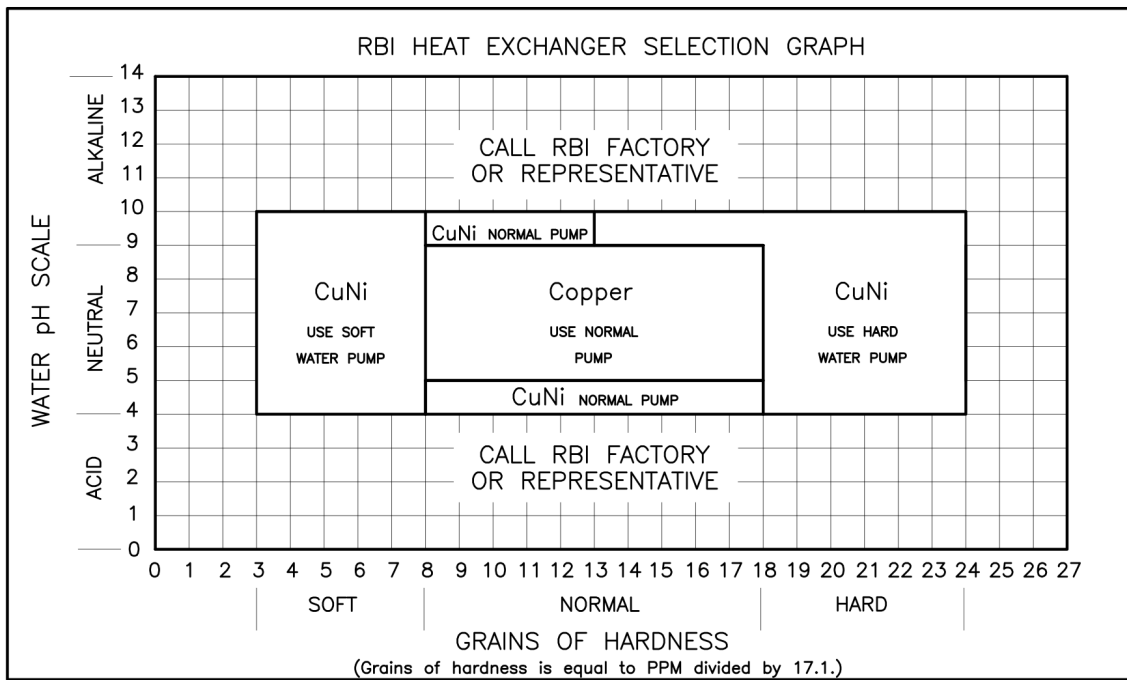 RBI HEAT EXCHANGER SELECTION GRAPH
WATER pH SCALE
ALKALINE
NEUTRAL
ACID
14
13
12
11
10
9
8
7
6
5
4
3
2
1
0
CALL RBI FACTORY
OR REPRESENTATIVE
CuNi NORMAL PUMP
CuNi
USE SOFT
WATER PUMP
Copper
USE NORMAL
PUMP
CuNi
USE HARD
WATER PUMP
CuNi NORMAL PUMP
CALL RBI FACTORY
OR REPRESENTATIVE
0 1 2 3 4 5 6 7 8 9 10 11 12 13 14 15 16 17 18 19 20 21 22 23 24 25 26 27
SOFT NORMAL HARD
GRAINS OF HARDNESS
(Grains of hardness is equal to PPM divided by 17.1.)